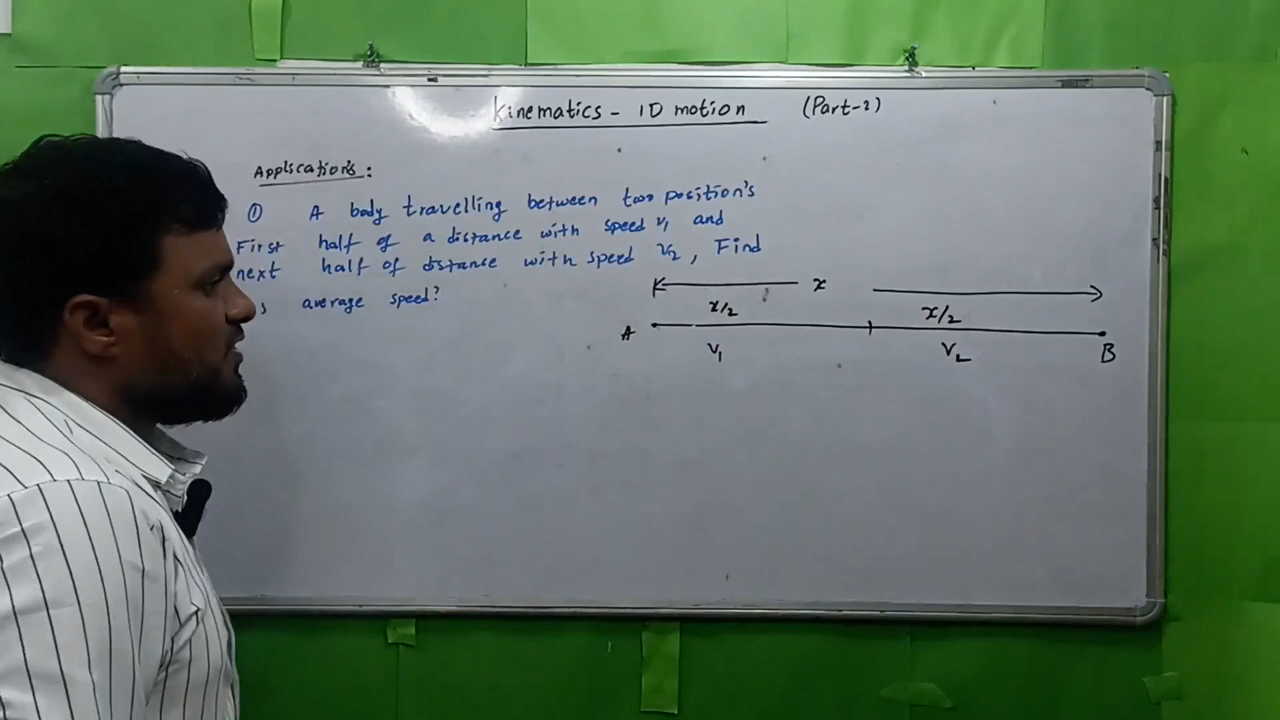 Kinematics - 1D motion (Part-2)
Applications:
① A body travelling between two position's
First half of a distance with speed v₁ and
next half of distance with speed v₂, Find
, average speed?
x
x/2 x/2
A V₁ V₂ B